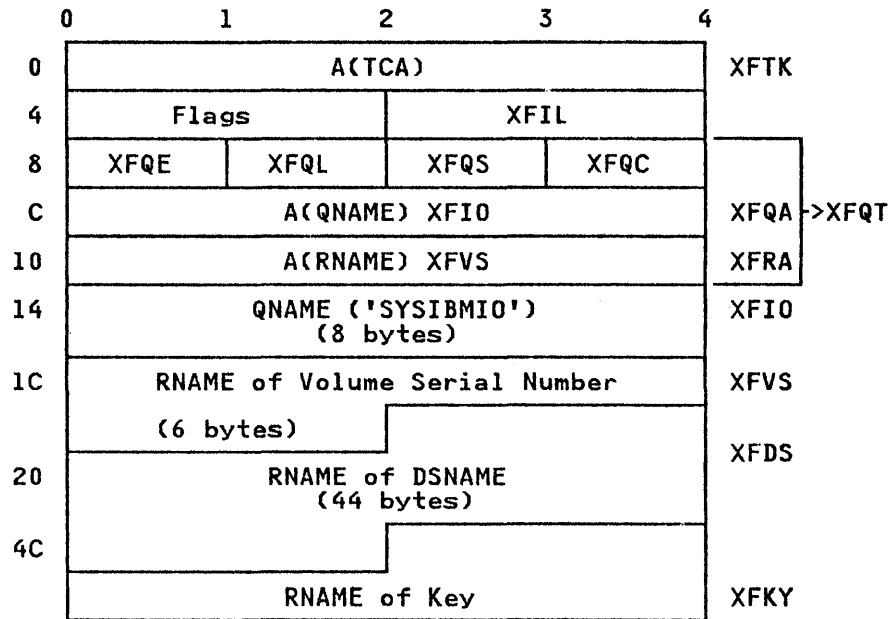 0 1 2 3 4
0 A(TCA) XFTK
4 Flags XFIL
8 XFQE XFQL XFQS XFQC
C A(QNAME) XFIO XFQA ->XFQT
10 A(RNAME) XFVS XFRA
14 QNAME ('SYSIBMIO') XFIO
(8 bytes)
1C RNAME of Volume Serial Number XFVS
(6 bytes)
XFDS
20 RNAME of DSNAME
(44 bytes)
4C
RNAME of Key XFKY